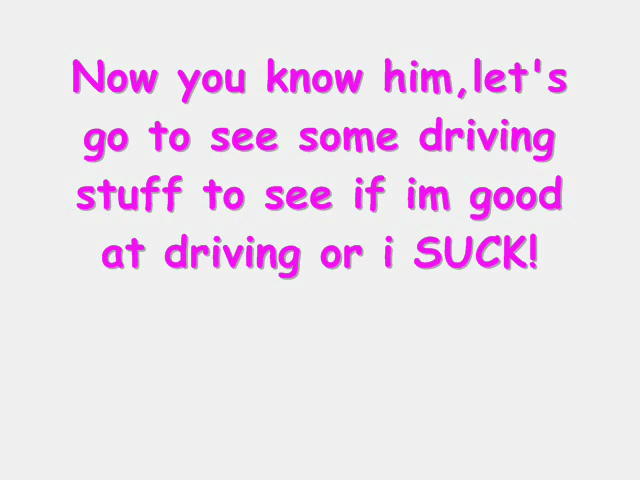 Now you know him,let's
go to see some driving
stuff to see if im good
at driving or i SUCK!